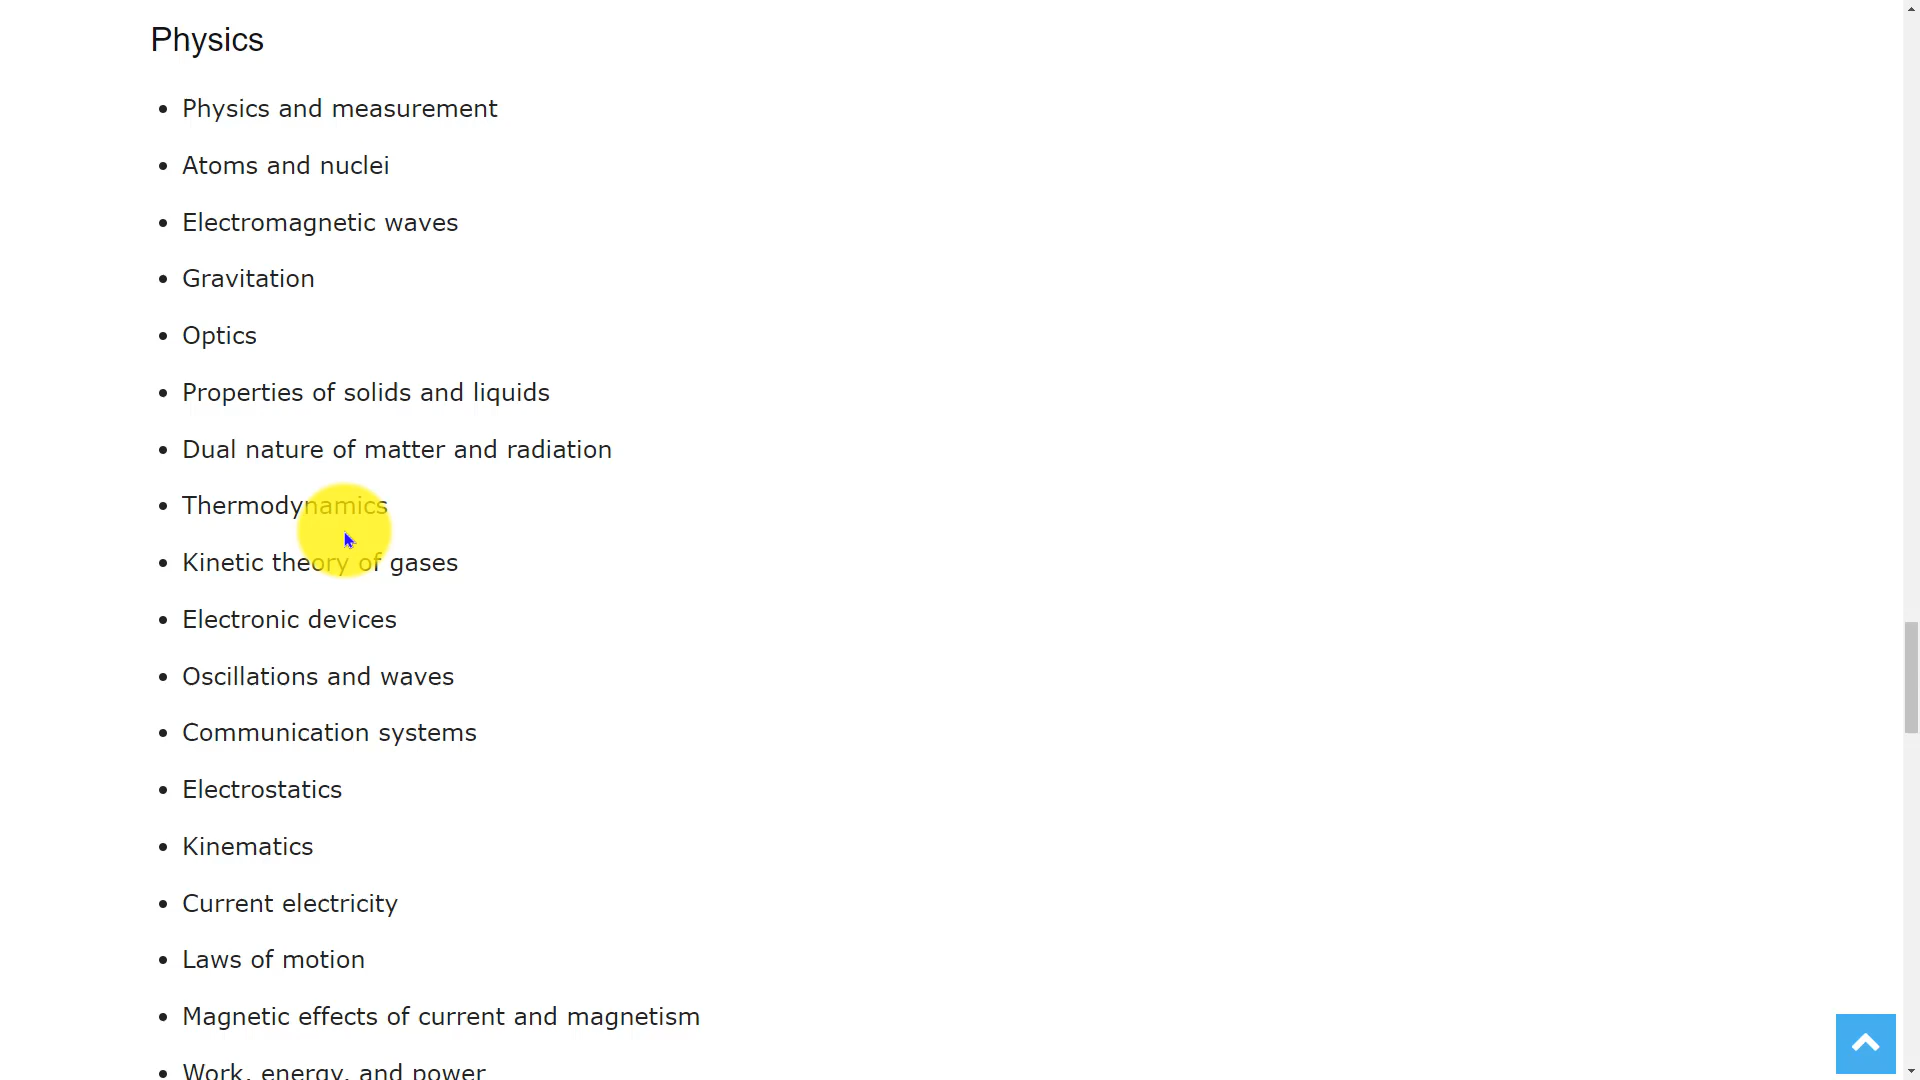 Physics
Physics and measurement
Atoms and nuclei
Electromagnetic waves
Gravitation
Optics
Properties of solids and liquids
Dual nature of matter and radiation
Thermodynamics
Kinetic theory of gases
Electronic devices
Oscillations and waves
Communication systems
Electrostatics
Kinematics
Current electricity
Laws of motion
Magnetic effects of current and magnetism
Work, energy, and power